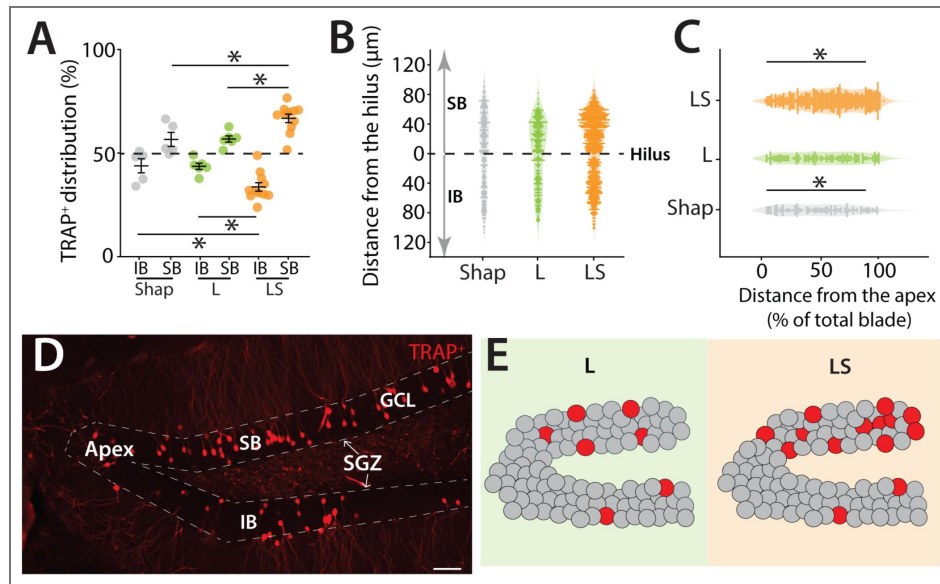 A
TRAP⁺ distribution (%)
100
50
0
IB SB IB SB IB SB
Shap L LS
*
*
*
*
B
Distance from the hilus (µm)
120
80
40
0
40
80
120
SB
IB
Hilus
Shap L LS
C
LS
L
Shap
*
*
0 50 100
Distance from the apex
(% of total blade)
D
TRAP⁺
GCL
SB
Apex
SGZ
IB
E
L
LS